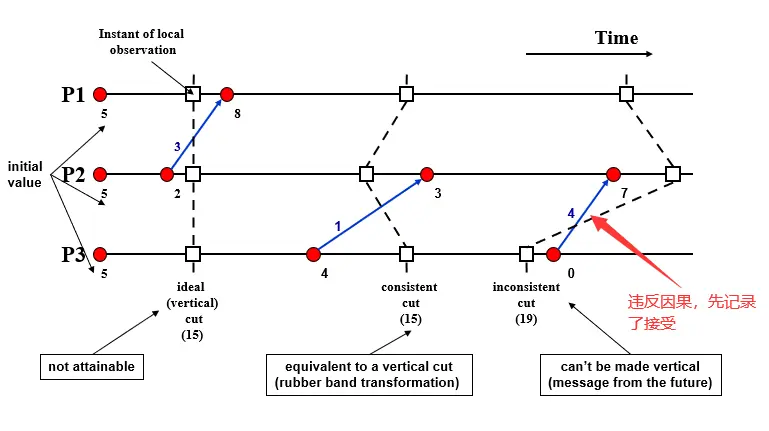 Instant of local
observation
Time
P1
5
8
3
initial
value
P2
5
2
3
7
1
4
P3
5
4
0
违反因果，先记录
了接受
ideal
(vertical)
cut
(15)
consistent
cut
(15)
inconsistent
cut
(19)
not attainable
equivalent to a vertical cut
(rubber band transformation)
can't be made vertical
(message from the future)